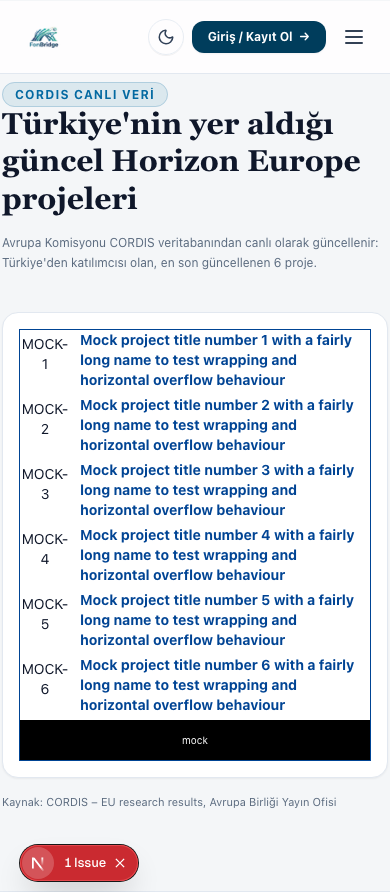 FonBridge
Giriş / Kayıt Ol →
CORDIS CANLI VERİ
Türkiye'nin yer aldığı
güncel Horizon Europe
projeleri
Avrupa Komisyonu CORDIS veritabanından canlı olarak güncellenir:
Türkiye'den katılımcısı olan, en son güncellenen 6 proje.
MOCK-
1
Mock project title number 1 with a fairly
long name to test wrapping and
horizontal overflow behaviour
MOCK-
2
Mock project title number 2 with a fairly
long name to test wrapping and
horizontal overflow behaviour
MOCK-
3
Mock project title number 3 with a fairly
long name to test wrapping and
horizontal overflow behaviour
MOCK-
4
Mock project title number 4 with a fairly
long name to test wrapping and
horizontal overflow behaviour
MOCK-
5
Mock project title number 5 with a fairly
long name to test wrapping and
horizontal overflow behaviour
MOCK-
6
Mock project title number 6 with a fairly
long name to test wrapping and
horizontal overflow behaviour
mock
Kaynak: CORDIS – EU research results, Avrupa Birliği Yayın Ofisi
N
1 Issue